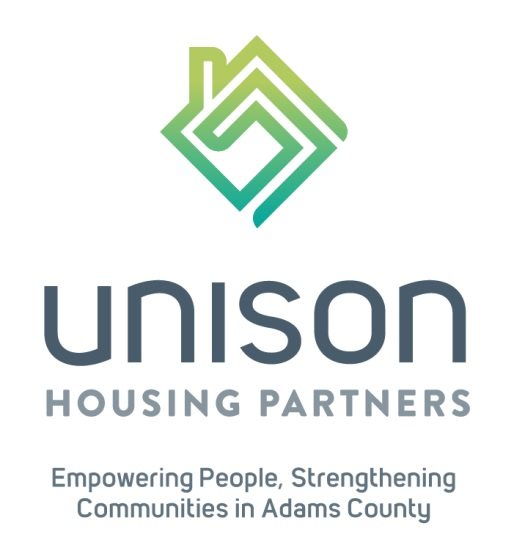 unison
HOUSING PARTNERS
Empowering People, Strengthening
Communities in Adams County